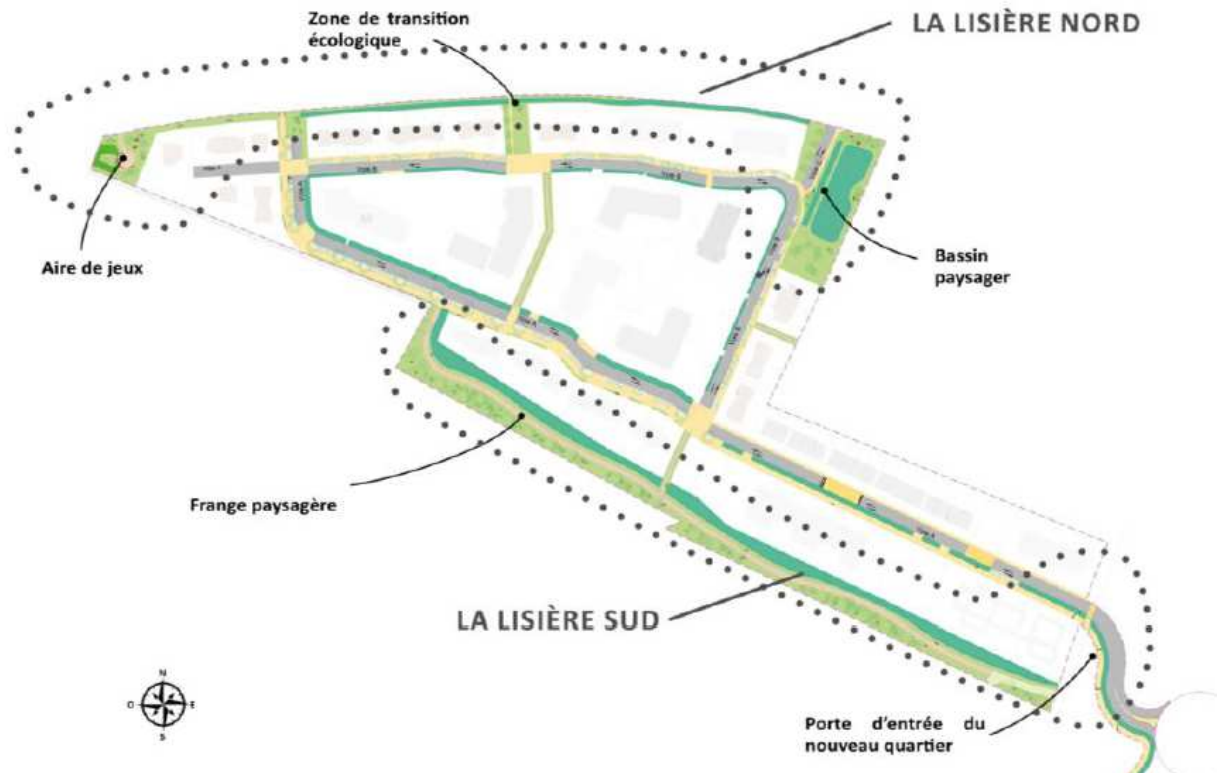 Zone de transition
écologique
LA LISIÈRE NORD
Aire de jeux
Bassin
paysager
Frange paysagère
LA LISIÈRE SUD
N
O
E
S
Porte d'entrée du
nouveau quartier